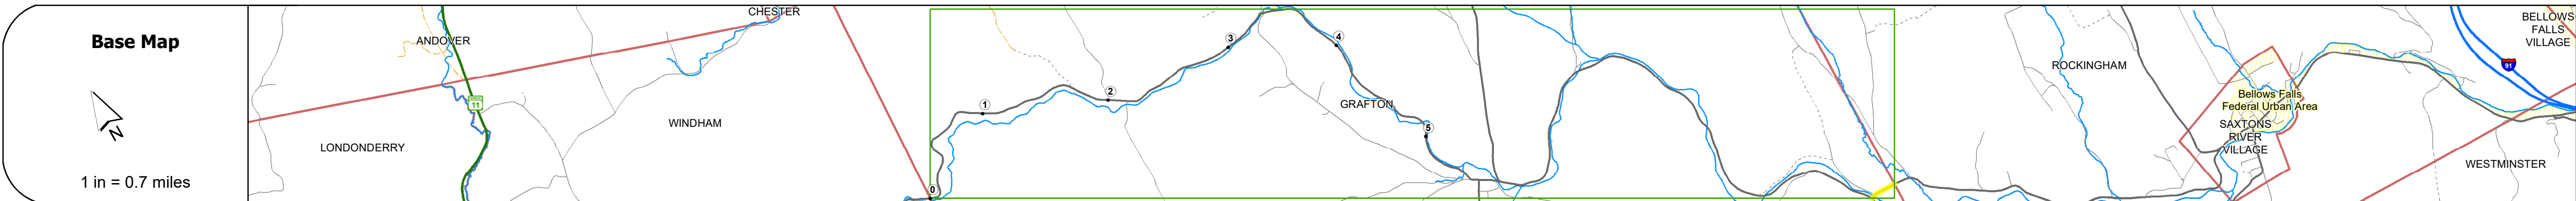 Base Map
N
1 in = 0.7 miles
CHESTER
ANDOVER
11
WINDHAM
LONDONDERRY
0
1
2
3
4
5
GRAFTON
ROCKINGHAM
Bellows Falls
Federal Urban Area
SAXTONS
RIVER
VILLAGE
BELLOWS
FALLS
VILLAGE
91
WESTMINSTER